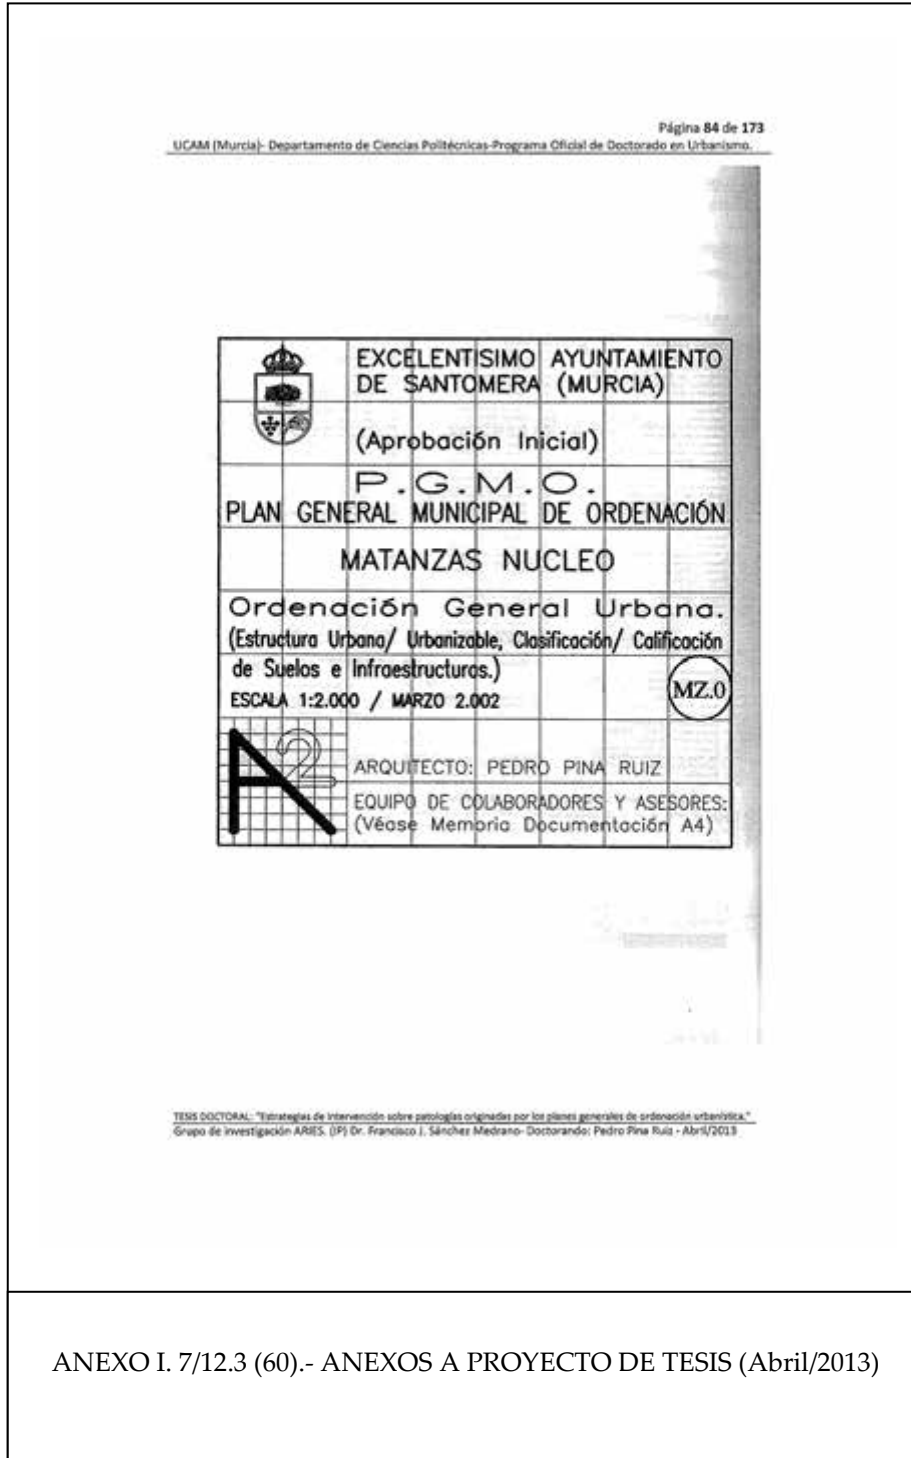 Página 84 de 173
UCAM (Murcia)- Departamento de Ciencias Politécnicas-Programa Oficial de Doctorado en Urbanismo.
EXCELENTISIMO AYUNTAMIENTO
DE SANTOMERA (MURCIA)
(Aprobación Inicial)
P.G.M.O.
PLAN GENERAL MUNICIPAL DE ORDENACIÓN
MATANZAS NUCLEO
Ordenación General Urbana.
(Estructura Urbana/ Urbanizable, Clasificación/ Calificación
de Suelos e Infraestructuras.)
MZ.0
ESCALA 1:2.000 / MARZO 2.002
A2
ARQUITECTO: PEDRO PINA RUIZ
EQUIPO DE COLABORADORES Y ASESORES:
(Véase Memoria Documentación A4)
TESIS DOCTORAL: "Estrategias de intervención sobre patologías originadas por los planes generales de ordenación urbanística."
Grupo de investigación ARIES. (IP) Dr. Francisco J. Sánchez Medrano- Doctorando: Pedro Pina Ruiz - Abril/2013
ANEXO I. 7/12.3 (60).- ANEXOS A PROYECTO DE TESIS (Abril/2013)